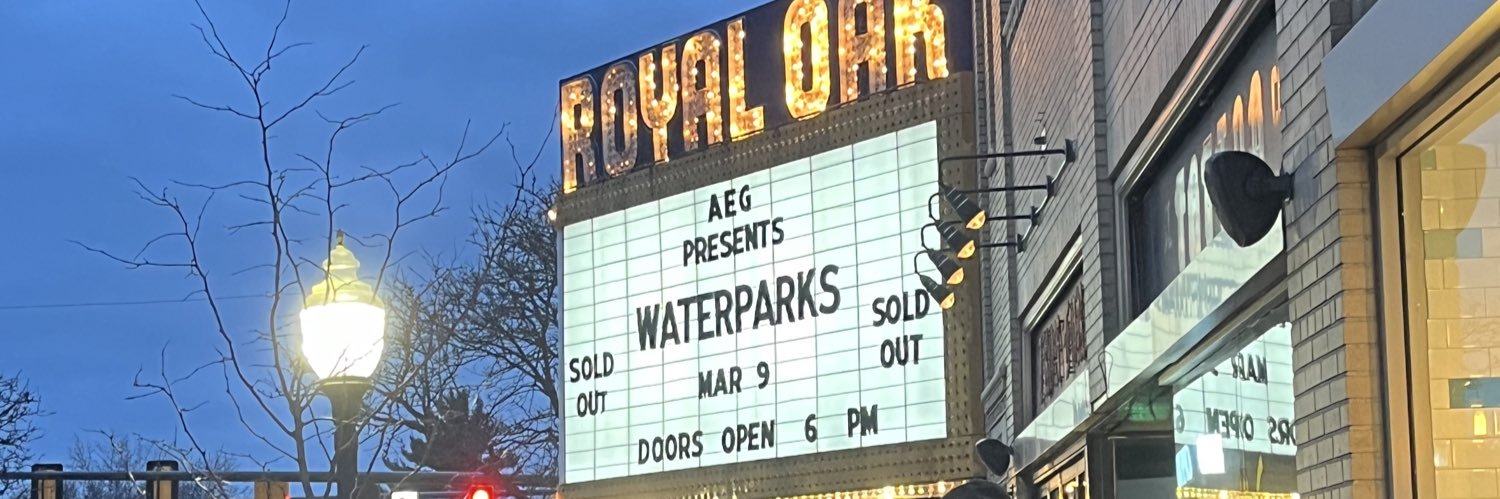 ROYAL OAK
AEG
PRESENTS
WATERPARKS
SOLD
OUT
SOLD
OUT
MAR 9
DOORS OPEN 6 PM